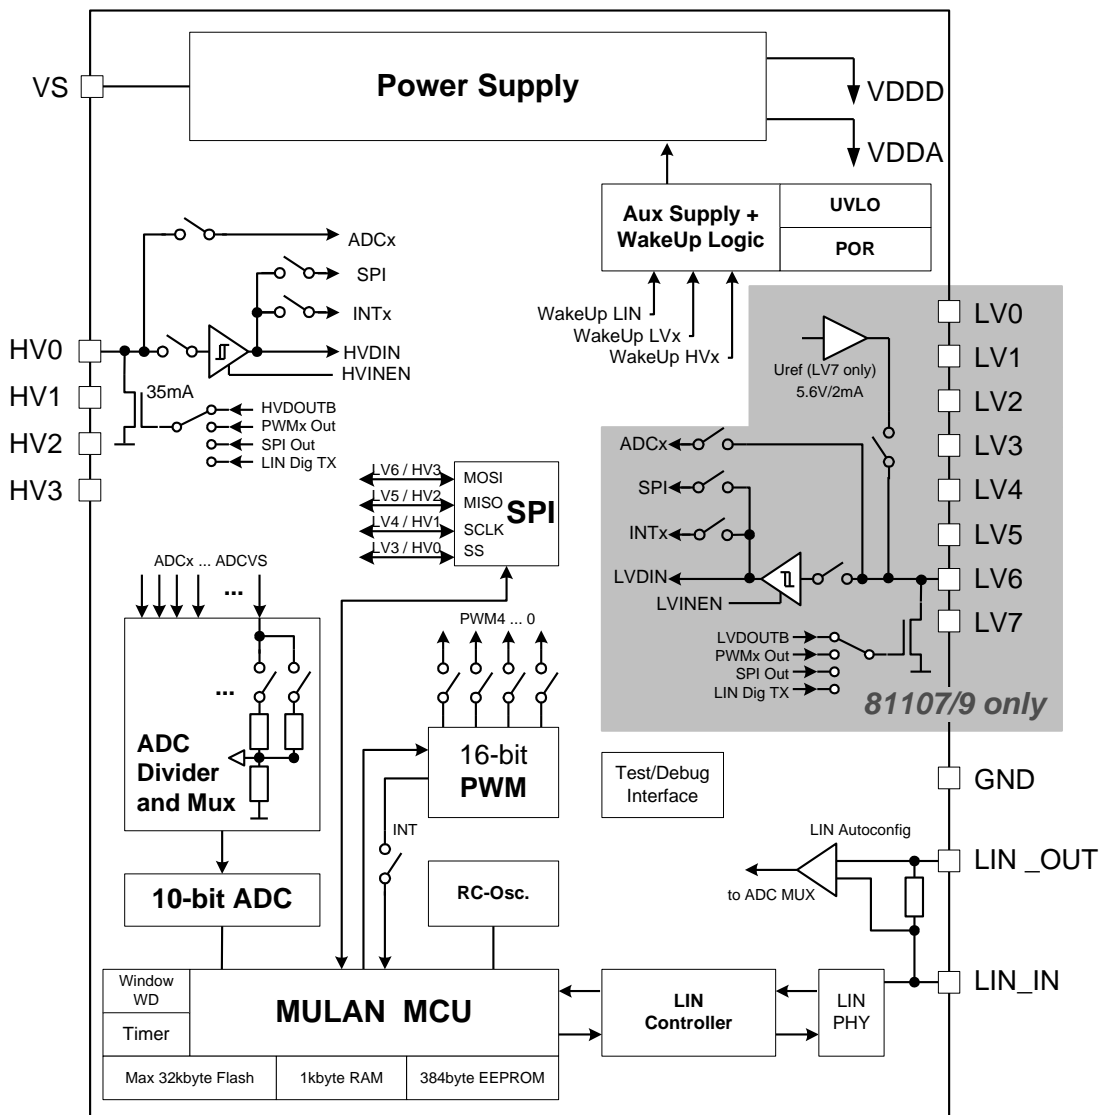 VS
Power Supply
VDDD
VDDA
Aux Supply +
WakeUp Logic
UVLO
POR
WakeUp LIN
WakeUp LVx
WakeUp HVx
ADCx
SPI
INTx
HVDIN
HVINEN
HV0
HV1
HV2
HV3
35mA
HVDOUTB
PWMx Out
SPI Out
LIN Dig TX
LV6 / HV3
LV5 / HV2
LV4 / HV1
LV3 / HV0
MOSI
MISO
SCLK
SS
SPI
Uref (LV7 only)
5.6V/2mA
ADCx
SPI
INTx
LVDIN
LVINEN
LVDOUTB
PWMx Out
SPI Out
LIN Dig TX
81107/9 only
LV0
LV1
LV2
LV3
LV4
LV5
LV6
LV7
ADCx ... ADCVS
...
...
ADC
Divider
and Mux
PWM4 ... 0
16-bit
PWM
INT
Test/Debug
Interface
GND
LIN Autoconfig
to ADC MUX
LIN _OUT
LIN_IN
10-bit ADC
RC-Osc.
Window
WD
Timer
MULAN MCU
Max 32kbyte Flash
1kbyte RAM
384byte EEPROM
LIN
Controller
LIN
PHY